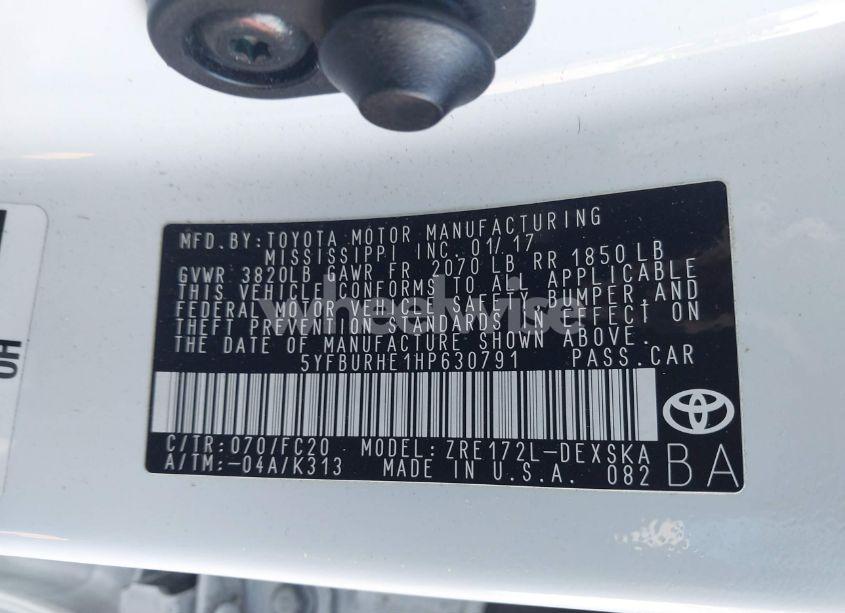 MFD.BY:TOYOTA MOTOR MANUFACTURING
MISSISSIPPI INC. 01/17
GVWR 3820LB GAWR FR 2070 LB RR 1850 LB
THIS VEHICLE CONFORMS TO ALL APPLICABLE
FEDERAL MOTOR VEHICLE SAFETY, BUMPER,AND
THEFT PREVENTION STANDARDS IN EFFECT ON
THE DATE OF MANUFACTURE SHOWN ABOVE.
5YFBURHE1HP630791 PASS.CAR
C/TR:070/FC20 MODEL:ZRE172L-DEXSKA
A/TM:-04A/K313 MADE IN U.S.A. 082
BA
wheelwise
OH